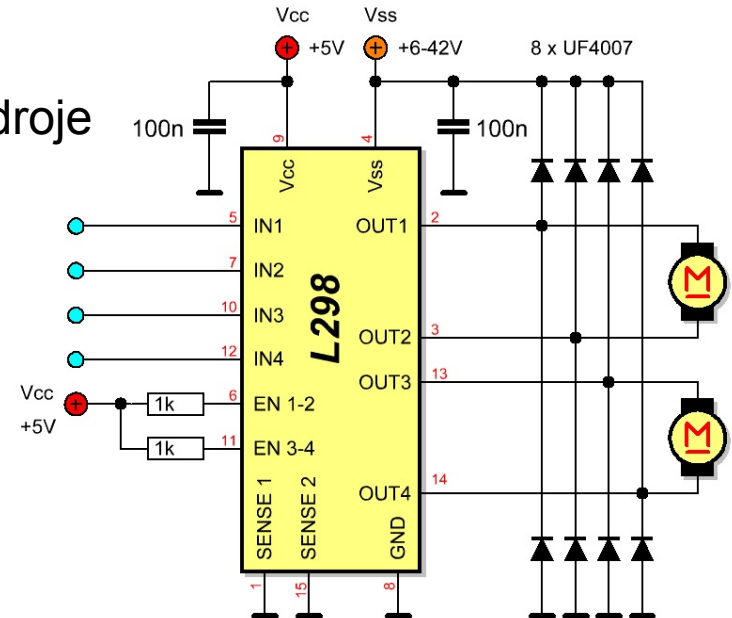 Vcc
Vss
+5V
+6-42V
8 x UF4007
droje
100n
100n
9
4
Vcc
Vss
5
IN1
OUT1
2
M
7
IN2
10
IN3
L298
OUT2
3
12
IN4
OUT3
13
Vcc
+5V
1k
6
EN 1-2
M
1k
11
EN 3-4
OUT4
14
SENSE 1
SENSE 2
GND
1
15
8